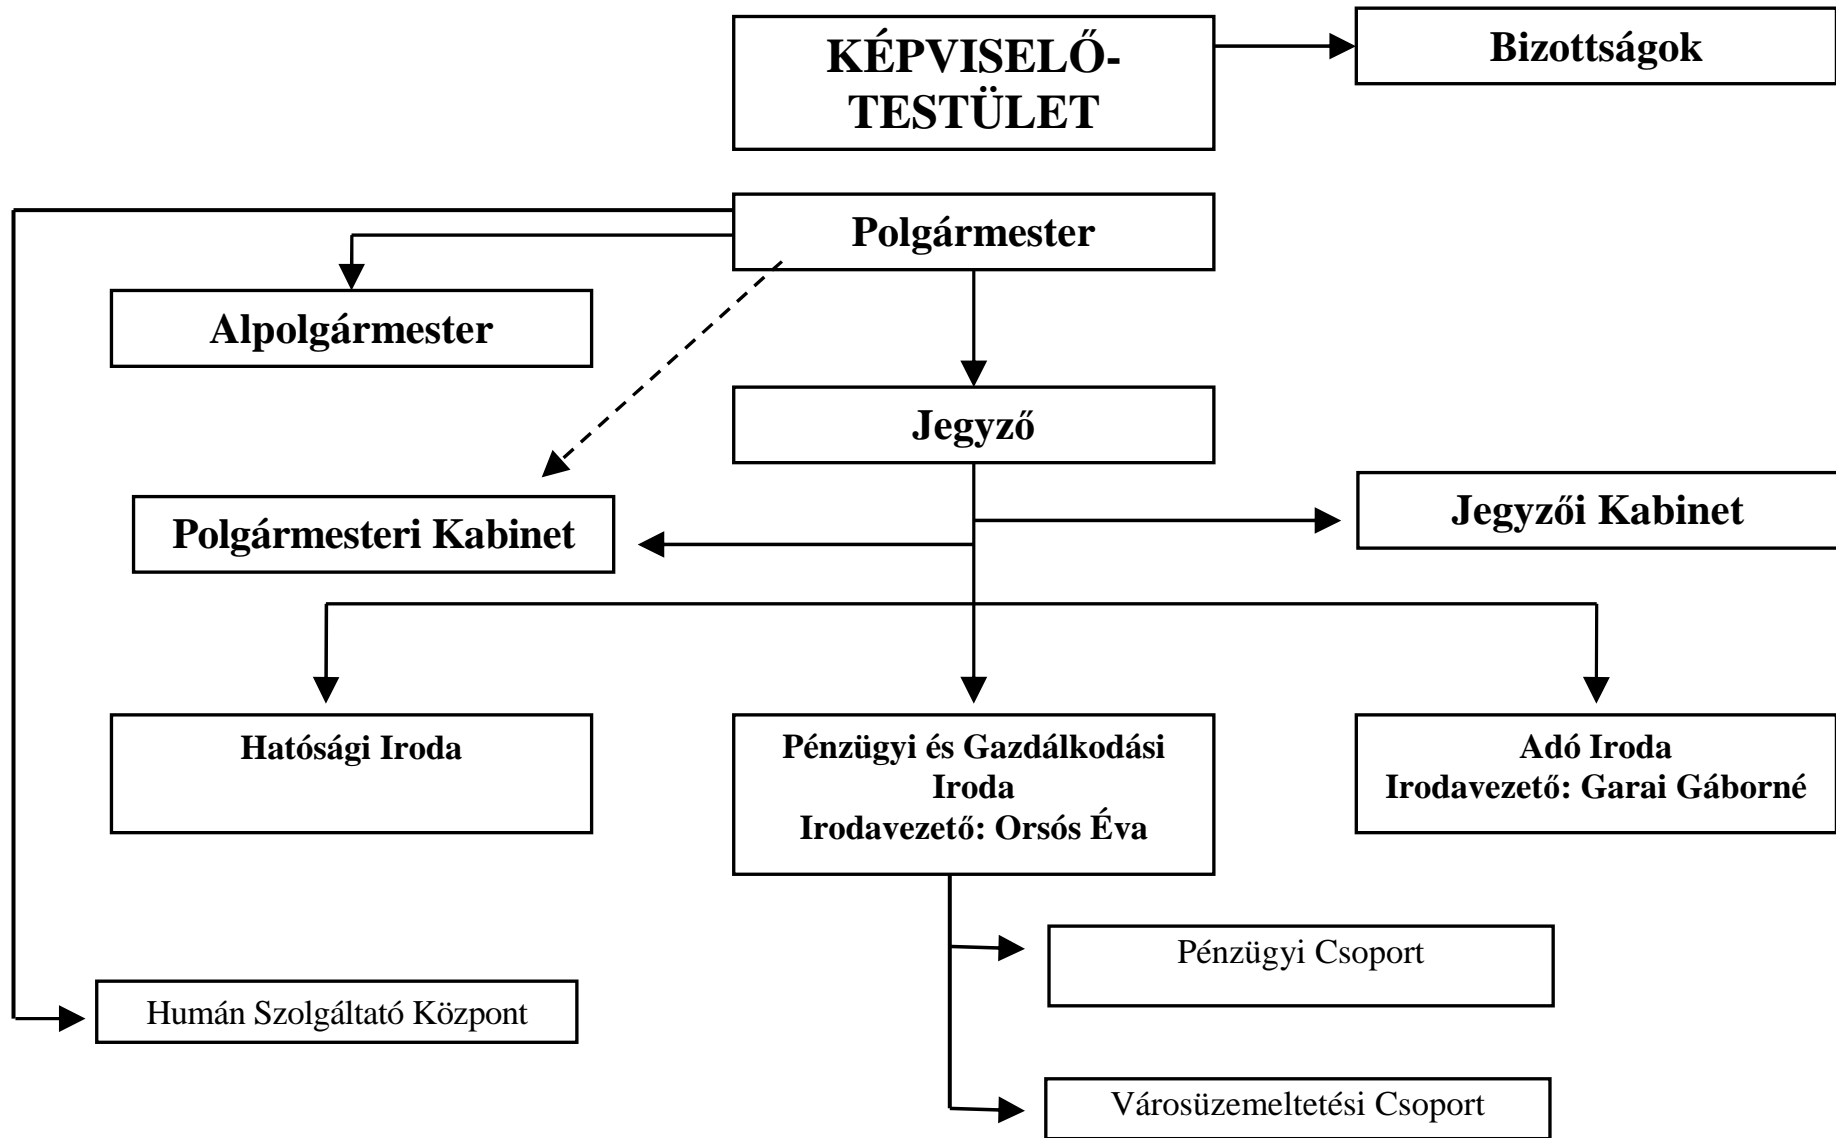 KÉPVISELŐ-
TESTÜLET
Bizottságok
Polgármester
Alpolgármester
Jegyző
Polgármesteri Kabinet
Jegyzői Kabinet
Hatósági Iroda
Pénzügyi és Gazdálkodási
Iroda
Irodavezető: Orsós Éva
Adó Iroda
Irodavezető: Garai Gáborné
Pénzügyi Csoport
Humán Szolgáltató Központ
Városüzemeltetési Csoport